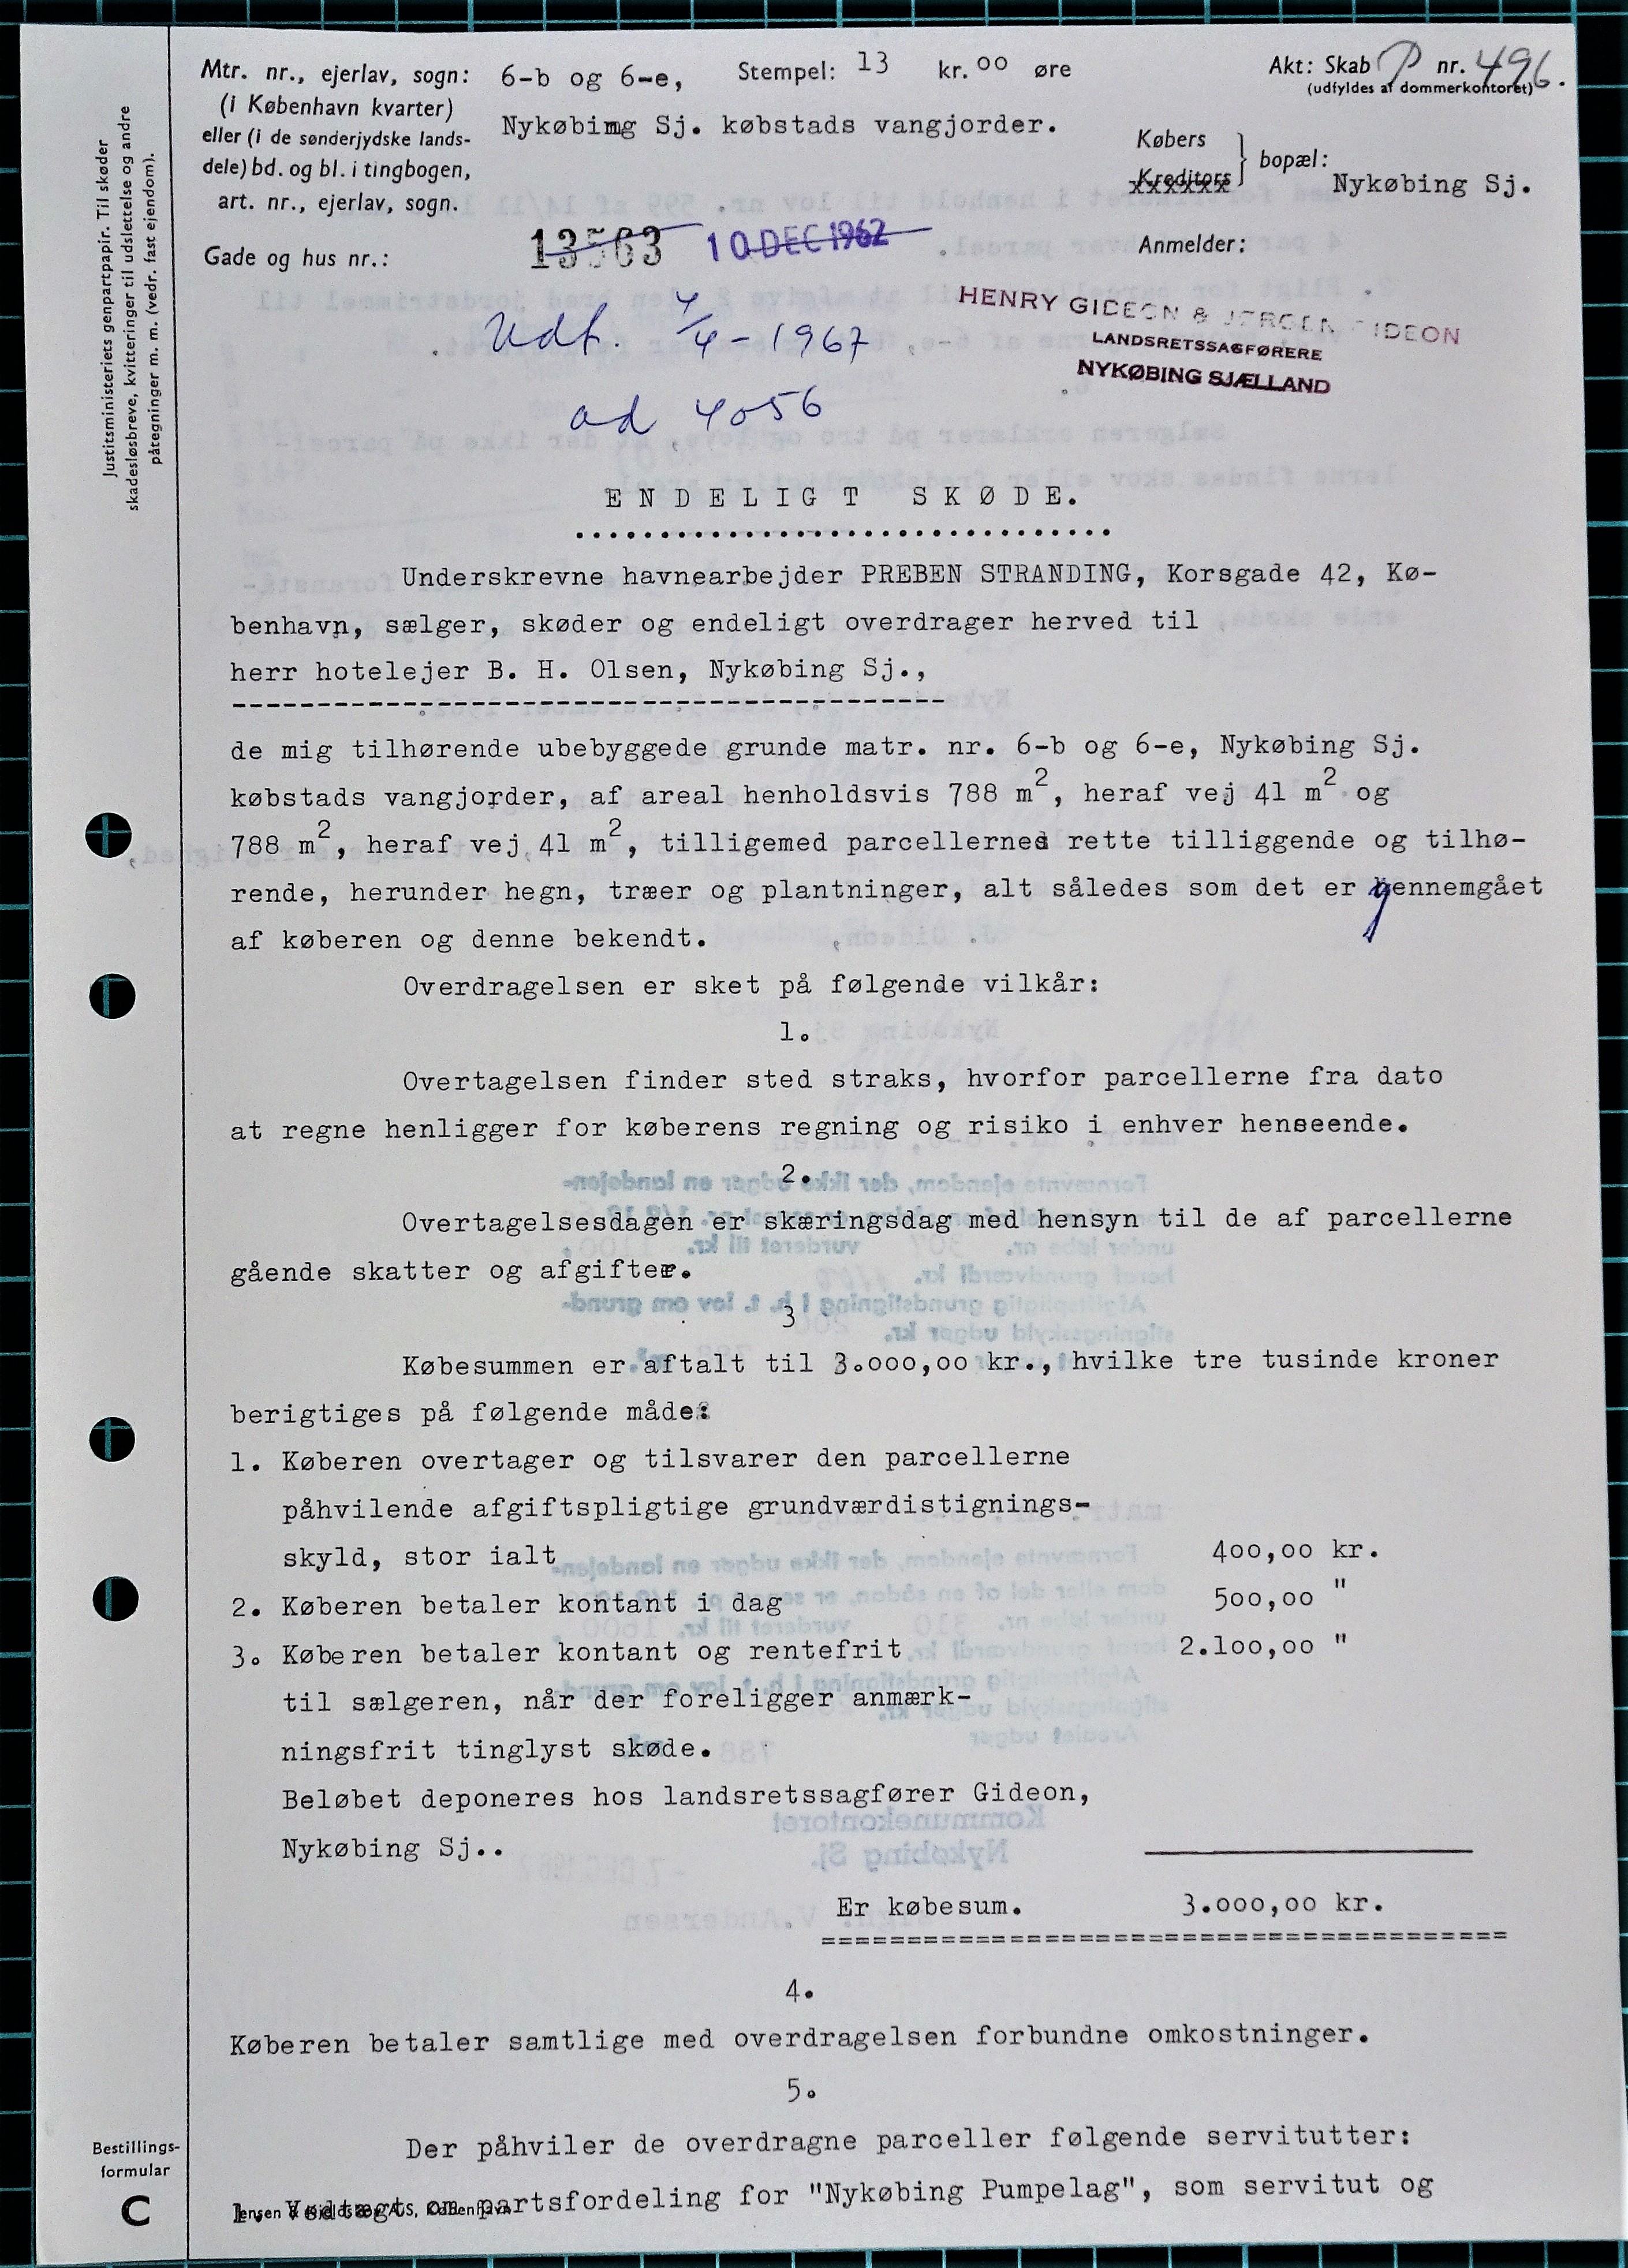 Mtr. nr., ejerlav, sogn: 6-b og 6-e, Stempel: 13 kr. 00 øre
(i København kvarter)
eller (i de sønderjydske lands-
dele) bd. og bl. i tingbogen,
art. nr., ejerlav, sogn.
Nykøbimg Sj. købstads vangjorder.
Akt: Skab P nr. 496.
(udfyldes af dommerkontoret)
Købers
Kreditors
bopæl:
Nykøbing Sj.
Gade og hus nr.:
13563 10 DEC 1962
Anmelder:
HENRY GIDEON & JØRGEN GIDEON
LANDSRETSSAGFØRERE
NYKØBING SJÆLLAND
Udf. 4/4-1967
ad 4056
Justitsministeriets genpartpapir. Til skøder
skadesløsbreve, kvitteringer til udslettelse og andre
påtegninger m. m. (vedr. fast ejendom).
ENDELIGT SKØDE.
Underskrevne havnearbejder PREBEN STRANDING, Korsgade 42, Kø-
benhavn, sælger, skøder og endeligt overdrager herved til
herr hotelejer B. H. Olsen, Nykøbing Sj.,
de mig tilhørende ubebyggede grunde matr. nr. 6-b og 6-e, Nykøbing Sj.
købstads vangjorder, af areal henholdsvis 788 m², heraf vej 41 m² og
788 m², heraf vej 41 m², tilligemed parcellernes rette tilliggende og tilhø-
rende, herunder hegn, træer og plantninger, alt således som det er gennemgået
af køberen og denne bekendt.
Overdragelsen er sket på følgende vilkår:
1.
Overtagelsen finder sted straks, hvorfor parcellerne fra dato
at regne henligger for køberens regning og risiko i enhver henseende.
2.
Overtagelsesdagen er skæringsdag med hensyn til de af parcellerne
gående skatter og afgifter.
3
Købesummen er aftalt til 3.000,00 kr., hvilke tre tusinde kroner
berigtiges på følgende måde:
1. Køberen overtager og tilsvarer den parcellerne
påhvilende afgiftspligtige grundværdistignings-
skyld, stor ialt 400,00 kr.
2. Køberen betaler kontant i dag 500,00 "
3. Køberen betaler kontant og rentefrit 2.100,00 "
til sælgeren, når der foreligger anmærk-
ningsfrit tinglyst skøde.
Beløbet deponeres hos landsretssagfører Gideon,
Nykøbing Sj..
Er købesum. 3.000,00 kr.
4.
Køberen betaler samtlige med overdragelsen forbundne omkostninger.
5.
Der påhviler de overdragne parceller følgende servitutter:
1. Vedtægt om partsfordeling for "Nykøbing Pumpelag", som servitut og
Bestillings-
formular
C
Jensen & Kjeldskov A/S, København